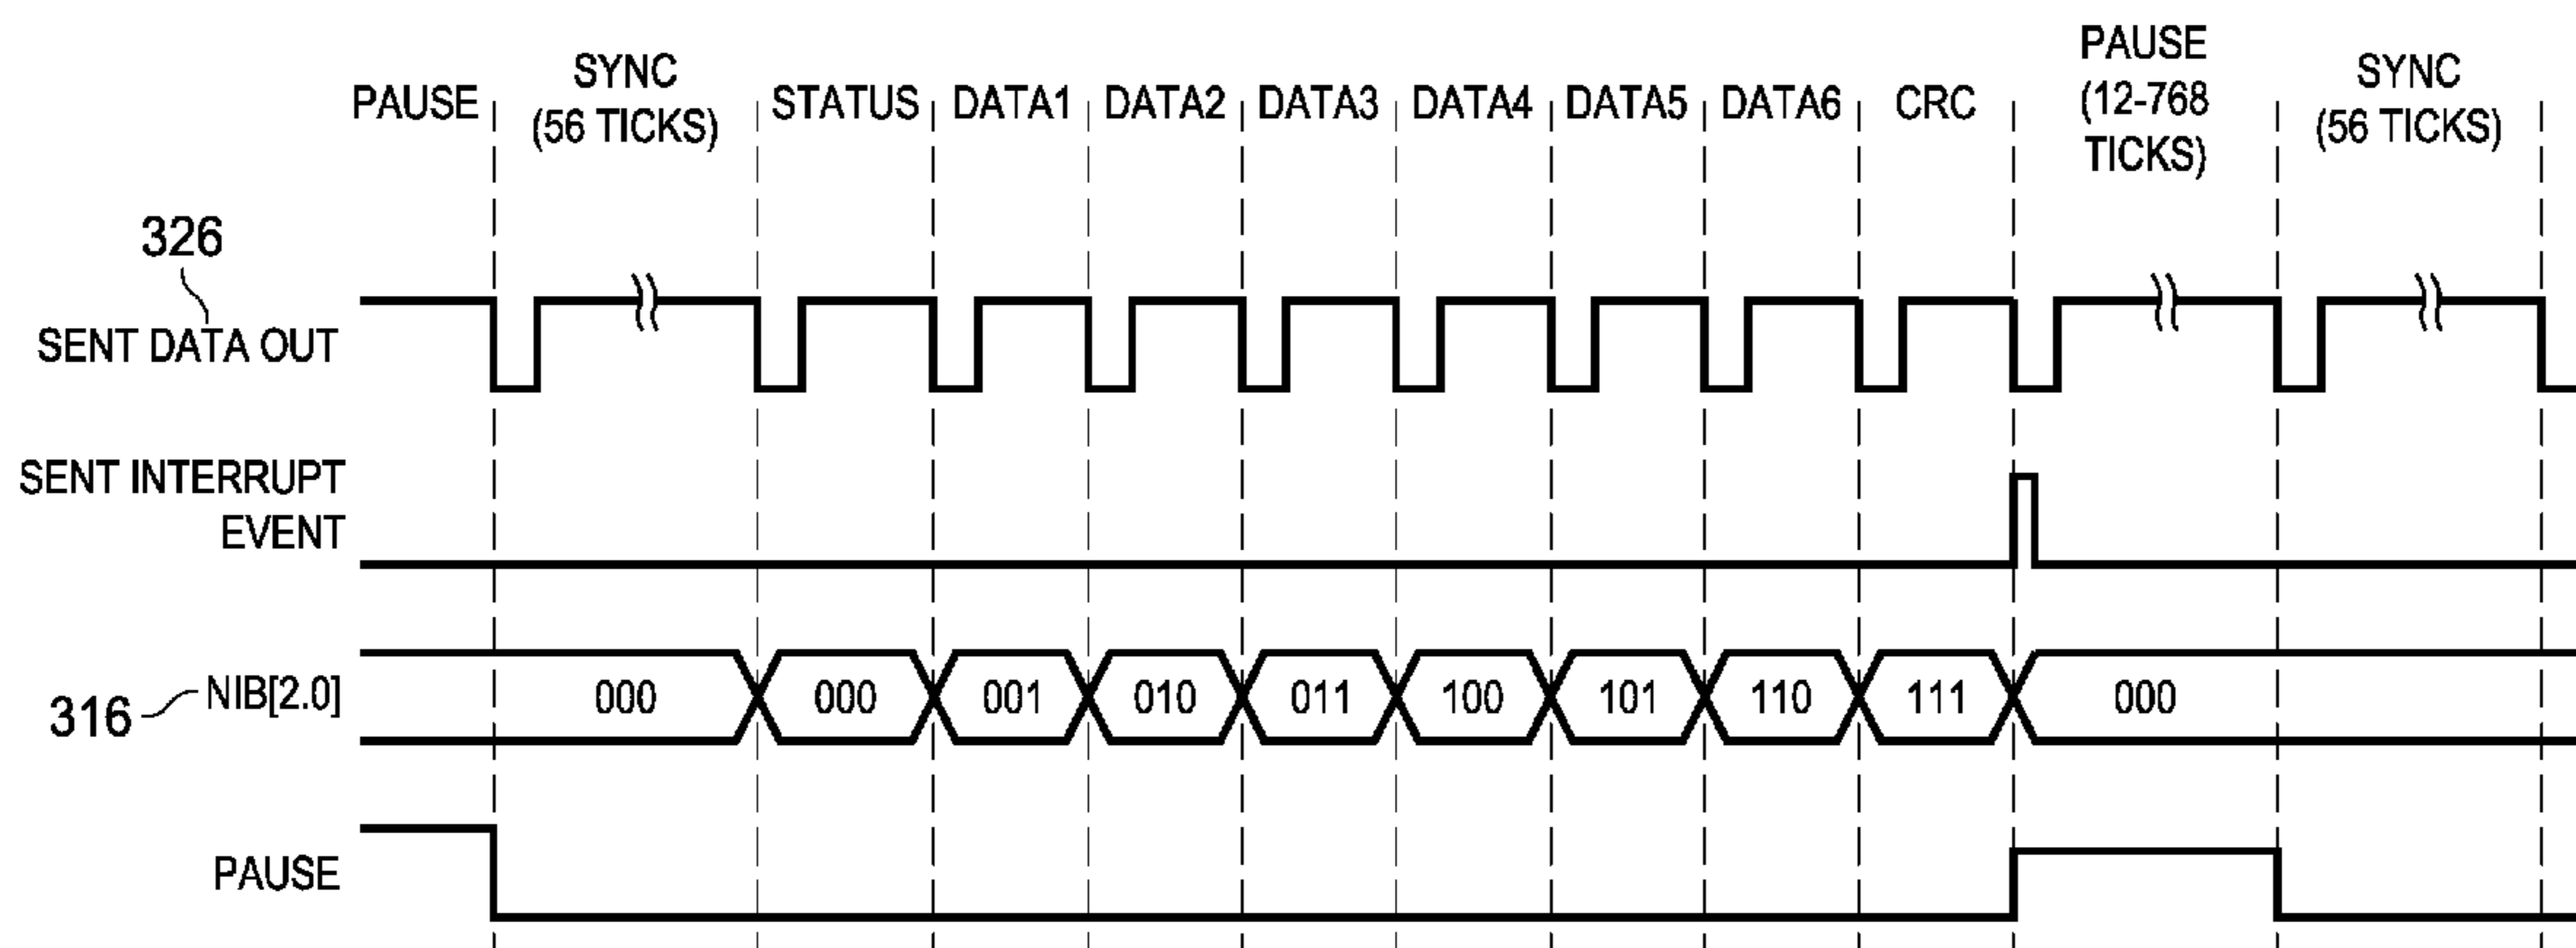 PAUSE
SYNC
(56 TICKS)
STATUS
DATA1
DATA2
DATA3
DATA4
DATA5
DATA6
CRC
PAUSE
(12-768
TICKS)
SYNC
(56 TICKS)
326
SENT DATA OUT
SENT INTERRUPT
EVENT
316
NIB[2.0]
000
000
001
010
011
100
101
110
111
000
PAUSE